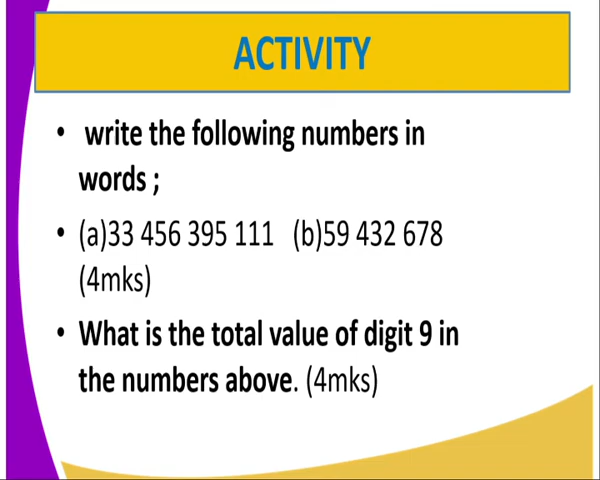 ACTIVITY
• write the following numbers in
words ;
• (a)33 456 395 111 (b)59 432 678
(4mks)
• What is the total value of digit 9 in
the numbers above. (4mks)